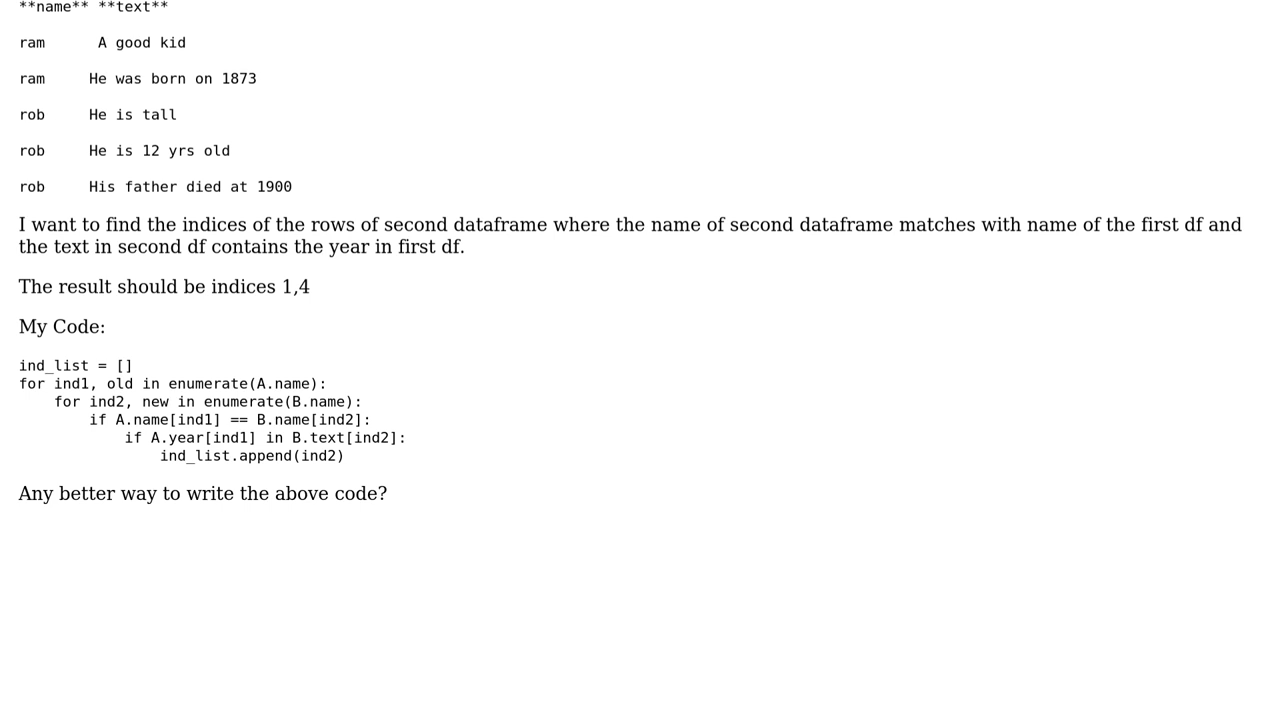 **name** **text**
ram      A good kid
ram     He was born on 1873
rob     He is tall
rob     He is 12 yrs old
rob     His father died at 1900
I want to find the indices of the rows of second dataframe where the name of second dataframe matches with name of the first df and
the text in second df contains the year in first df.
The result should be indices 1,4
My Code:
ind_list = []
for ind1, old in enumerate(A.name):
    for ind2, new in enumerate(B.name):
        if A.name[ind1] == B.name[ind2]:
            if A.year[ind1] in B.text[ind2]:
                ind_list.append(ind2)
Any better way to write the above code?